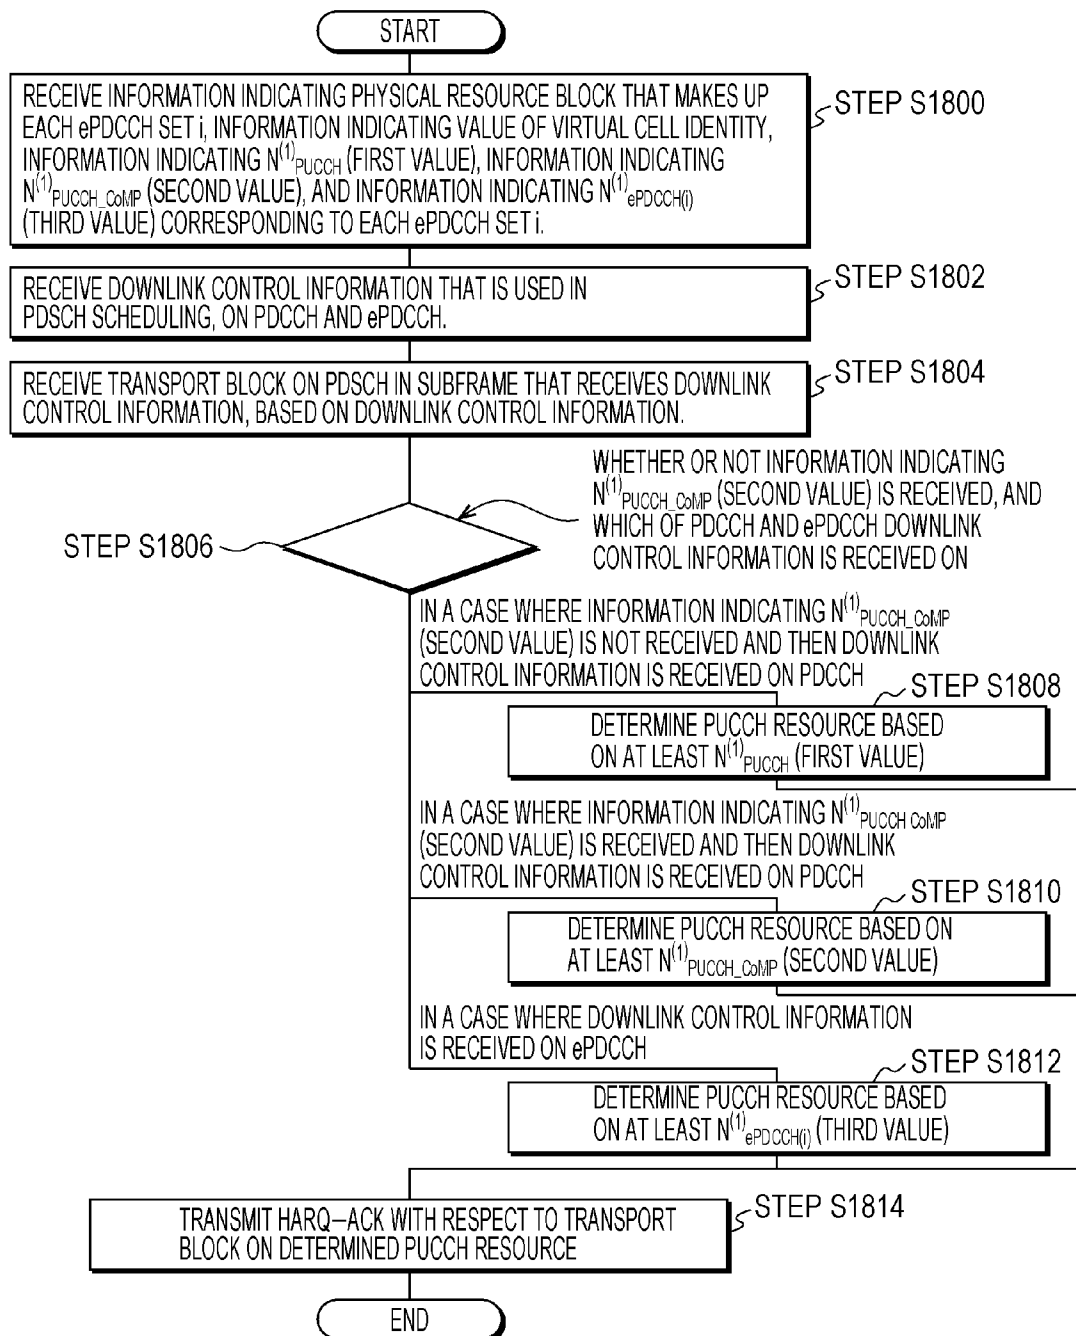 START
RECEIVE INFORMATION INDICATING PHYSICAL RESOURCE BLOCK THAT MAKES UP
EACH ePDCCH SET i, INFORMATION INDICATING VALUE OF VIRTUAL CELL IDENTITY,
INFORMATION INDICATING N(1)PUCCH (FIRST VALUE), INFORMATION INDICATING
N(1)PUCCH_CoMP (SECOND VALUE), AND INFORMATION INDICATING N(1)ePDCCH(i)
(THIRD VALUE) CORRESPONDING TO EACH ePDCCH SET i.
STEP S1800
RECEIVE DOWNLINK CONTROL INFORMATION THAT IS USED IN
PDSCH SCHEDULING, ON PDCCH AND ePDCCH.
STEP S1802
RECEIVE TRANSPORT BLOCK ON PDSCH IN SUBFRAME THAT RECEIVES DOWNLINK
CONTROL INFORMATION, BASED ON DOWNLINK CONTROL INFORMATION.
STEP S1804
WHETHER OR NOT INFORMATION INDICATING
N(1)PUCCH_CoMP (SECOND VALUE) IS RECEIVED, AND
WHICH OF PDCCH AND ePDCCH DOWNLINK
CONTROL INFORMATION IS RECEIVED ON
STEP S1806
IN A CASE WHERE INFORMATION INDICATING N(1)PUCCH_CoMP
(SECOND VALUE) IS NOT RECEIVED AND THEN DOWNLINK
CONTROL INFORMATION IS RECEIVED ON PDCCH
STEP S1808
DETERMINE PUCCH RESOURCE BASED
ON AT LEAST N(1)PUCCH (FIRST VALUE)
IN A CASE WHERE INFORMATION INDICATING N(1)PUCCH CoMP
(SECOND VALUE) IS RECEIVED AND THEN DOWNLINK
CONTROL INFORMATION IS RECEIVED ON PDCCH
STEP S1810
DETERMINE PUCCH RESOURCE BASED ON
AT LEAST N(1)PUCCH_CoMP (SECOND VALUE)
IN A CASE WHERE DOWNLINK CONTROL INFORMATION
IS RECEIVED ON ePDCCH
STEP S1812
DETERMINE PUCCH RESOURCE BASED
ON AT LEAST N(1)ePDCCH(i) (THIRD VALUE)
TRANSMIT HARQ-ACK WITH RESPECT TO TRANSPORT
BLOCK ON DETERMINED PUCCH RESOURCE
STEP S1814
END